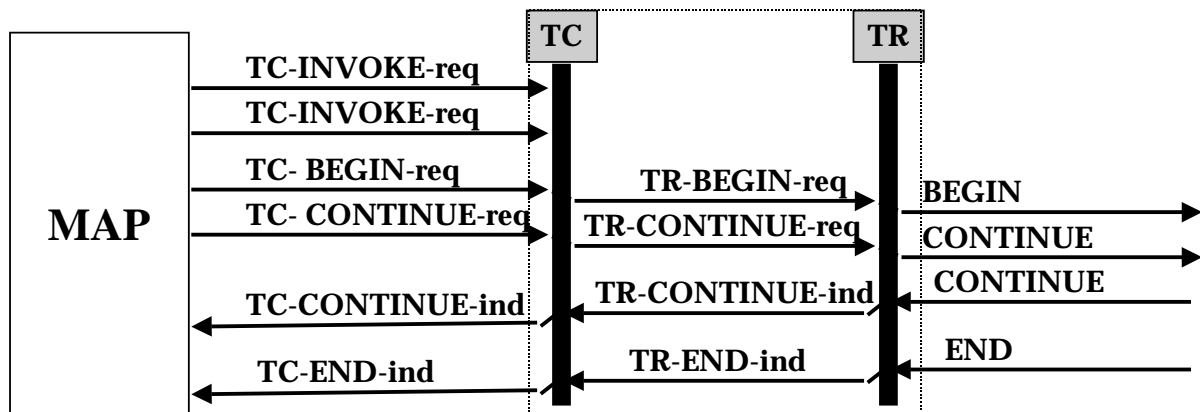 TC
TR
TC-INVOKE-req
TC-INVOKE-req
TC- BEGIN-req
TR-BEGIN-req
BEGIN
MAP
TC- CONTINUE-req
TR-CONTINUE-req
CONTINUE
TC-CONTINUE-ind
TR-CONTINUE-ind
CONTINUE
TC-END-ind
TR-END-ind
END